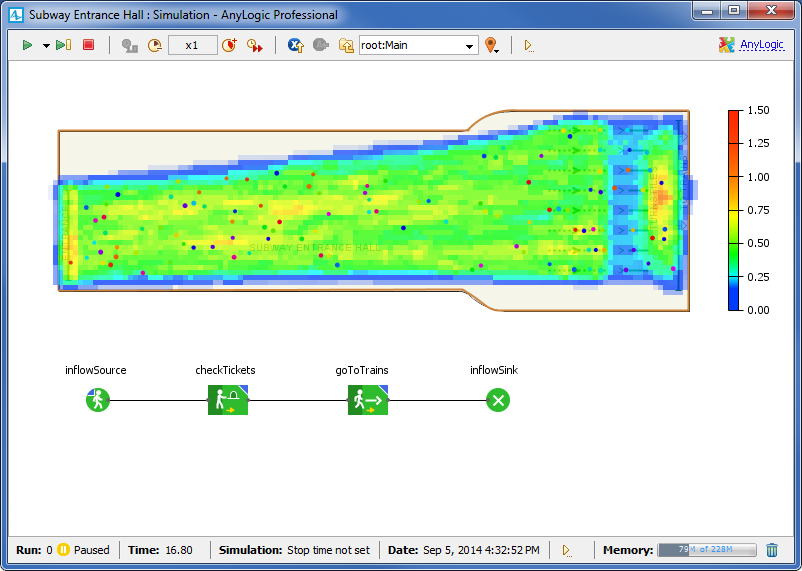 Subway Entrance Hall : Simulation - AnyLogic Professional
x1
root:Main
AnyLogic
SUBWAY ENTRANCE HALL
1.50
1.25
1.00
0.75
0.50
0.25
0.00
inflowSource
checkTickets
goToTrains
inflowSink
Run: 0 Paused
Time: 16.80
Simulation: Stop time not set
Date: Sep 5, 2014 4:32:52 PM
Memory:
79M of 228M